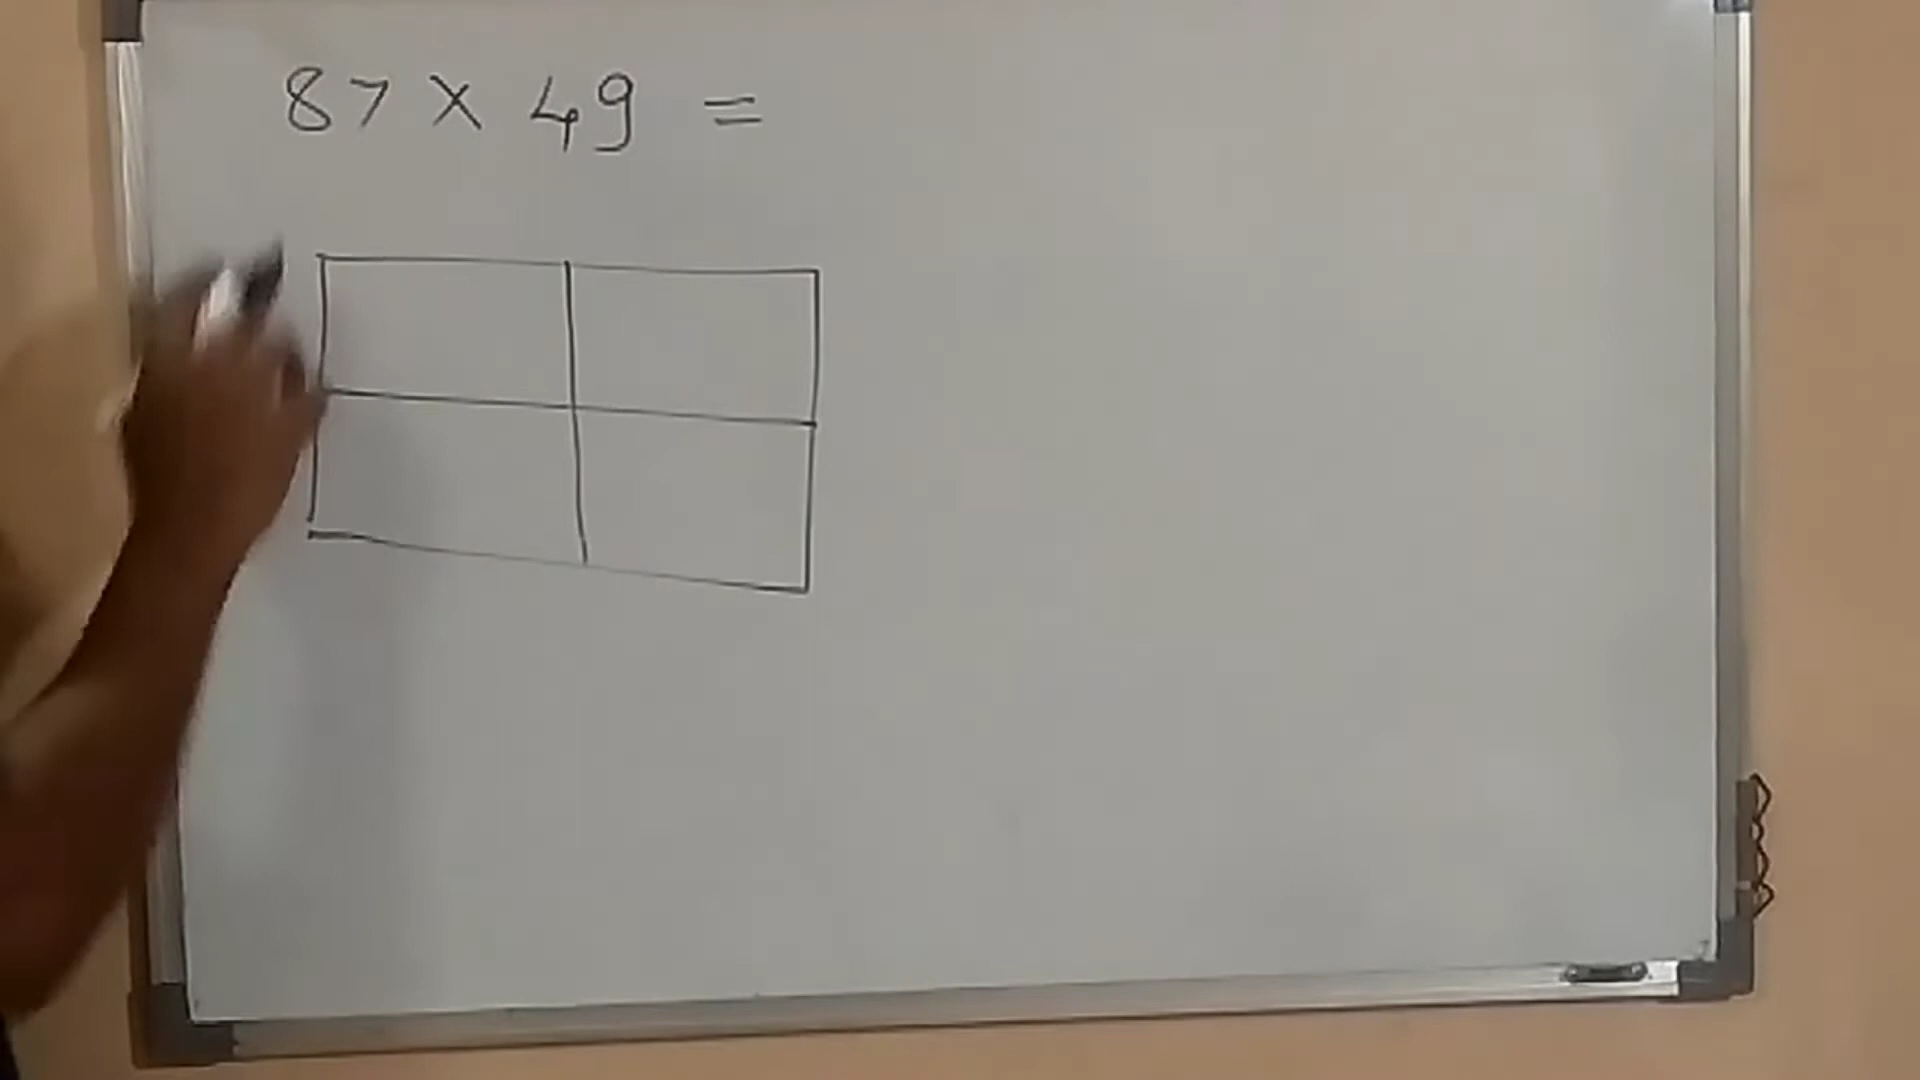 87 × 49 =